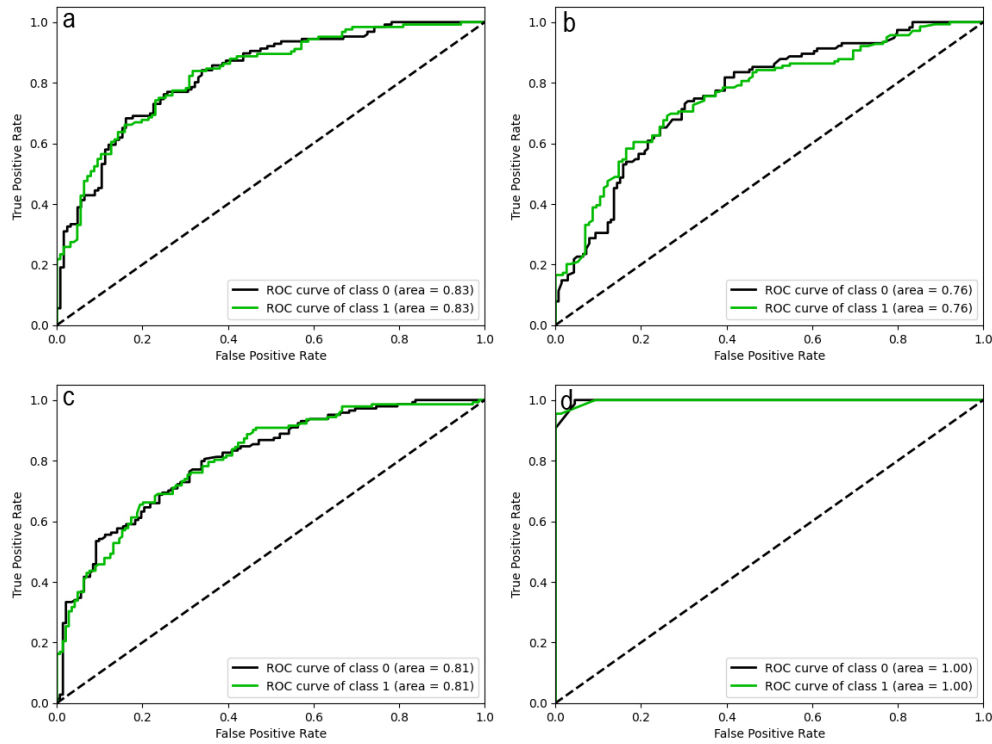 a
1.0
0.8
0.6
0.4
0.2
0.0
True Positive Rate
ROC curve of class 0 (area = 0.83)
ROC curve of class 1 (area = 0.83)
0.0 0.2 0.4 0.6 0.8 1.0
False Positive Rate
b
1.0
0.8
0.6
0.4
0.2
0.0
True Positive Rate
ROC curve of class 0 (area = 0.76)
ROC curve of class 1 (area = 0.76)
0.0 0.2 0.4 0.6 0.8 1.0
False Positive Rate
c
1.0
0.8
0.6
0.4
0.2
0.0
True Positive Rate
ROC curve of class 0 (area = 0.81)
ROC curve of class 1 (area = 0.81)
0.0 0.2 0.4 0.6 0.8 1.0
False Positive Rate
d
1.0
0.8
0.6
0.4
0.2
0.0
True Positive Rate
ROC curve of class 0 (area = 1.00)
ROC curve of class 1 (area = 1.00)
0.0 0.2 0.4 0.6 0.8 1.0
False Positive Rate